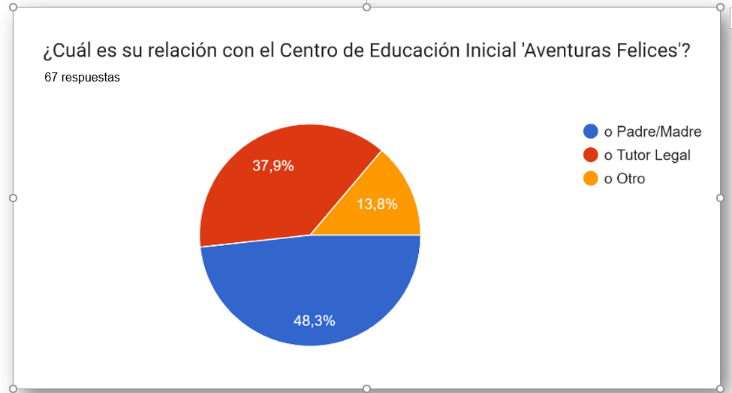 ¿Cuál es su relación con el Centro de Educación Inicial 'Aventuras Felices'?
67 respuestas
37,9%
13,8%
48,3%
o Padre/Madre
o Tutor Legal
o Otro